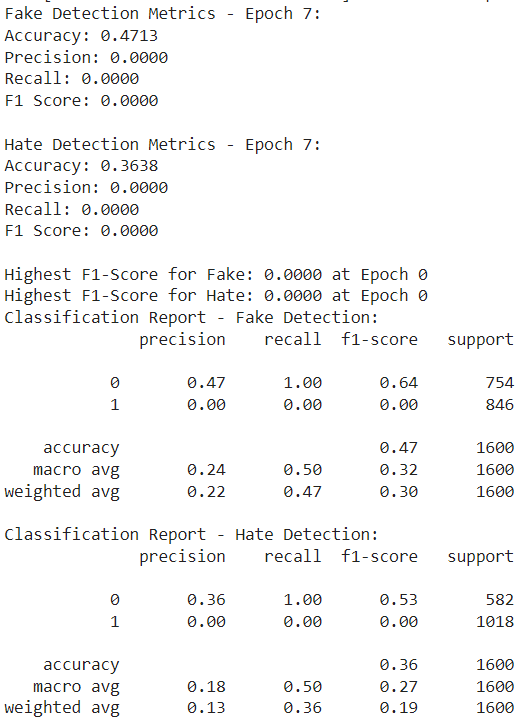 Fake Detection Metrics - Epoch 7:
Accuracy: 0.4713
Precision: 0.0000
Recall: 0.0000
F1 Score: 0.0000
Hate Detection Metrics - Epoch 7:
Accuracy: 0.3638
Precision: 0.0000
Recall: 0.0000
F1 Score: 0.0000
Highest F1-Score for Fake: 0.0000 at Epoch 0
Highest F1-Score for Hate: 0.0000 at Epoch 0
Classification Report - Fake Detection:
precision recall f1-score support
0 0.47 1.00 0.64 754
1 0.00 0.00 0.00 846
accuracy 0.47 1600
macro avg 0.24 0.50 0.32 1600
weighted avg 0.22 0.47 0.30 1600
Classification Report - Hate Detection:
precision recall f1-score support
0 0.36 1.00 0.53 582
1 0.00 0.00 0.00 1018
accuracy 0.36 1600
macro avg 0.18 0.50 0.27 1600
weighted avg 0.13 0.36 0.19 1600